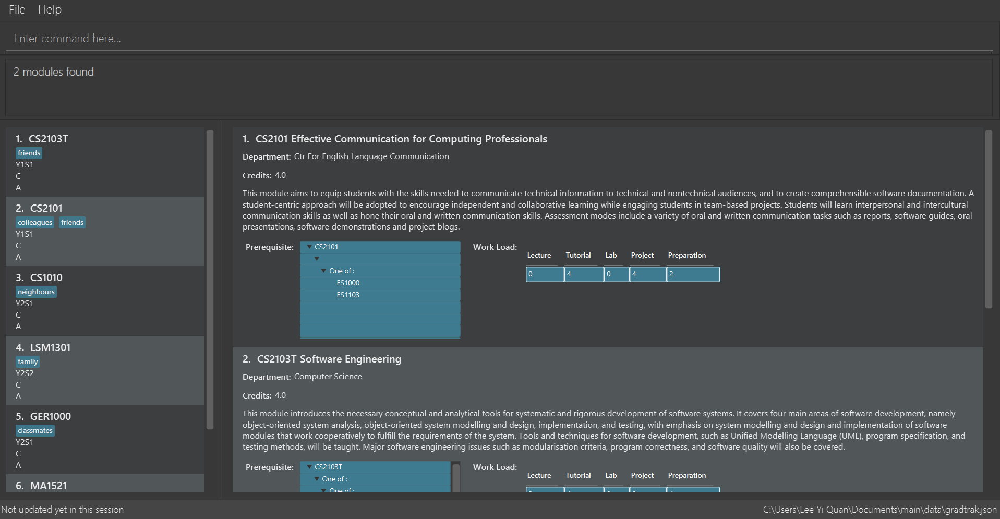 File Help
Enter command here...
2 modules found
1. CS2103T
friends
Y1S1
C
A
2. CS2101
colleagues friends
Y1S1
C
A
3. CS1010
neighbours
Y2S1
C
A
4. LSM1301
family
Y2S2
C
A
5. GER1000
classmates
Y2S1
C
A
6. MA1521
1. CS2101 Effective Communication for Computing Professionals
Department: Ctr For English Language Communication
Credits: 4.0
This module aims to equip students with the skills needed to communicate technical information to technical and nontechnical audiences, and to create comprehensible software documentation. A
student-centric approach will be adopted to encourage independent and collaborative learning while engaging students in team-based projects. Students will learn interpersonal and intercultural
communication skills as well as hone their oral and written communication skills. Assessment modes include a variety of oral and written communication tasks such as reports, software guides, oral
presentations, software demonstrations and project blogs.
Prerequisite:
CS2101
One of :
ES1000
ES1103
Work Load:
Lecture Tutorial Lab Project Preparation
0 4 0 4 2
2. CS2103T Software Engineering
Department: Computer Science
Credits: 4.0
This module introduces the necessary conceptual and analytical tools for systematic and rigorous development of software systems. It covers four main areas of software development, namely
object-oriented system analysis, object-oriented system modelling and design, implementation, and testing, with emphasis on system modelling and design and implementation of software
modules that work cooperatively to fulfill the requirements of the system. Tools and techniques for software development, such as Unified Modelling Language (UML), program specification, and
testing methods, will be taught. Major software engineering issues such as modularisation criteria, program correctness, and software quality will also be covered.
Prerequisite:
CS2103T
One of :
One of :
Work Load:
Lecture Tutorial Lab Project Preparation
Not updated yet in this session
C:\Users\Lee Yi Quan\Documents\main\data\gradtrak.json